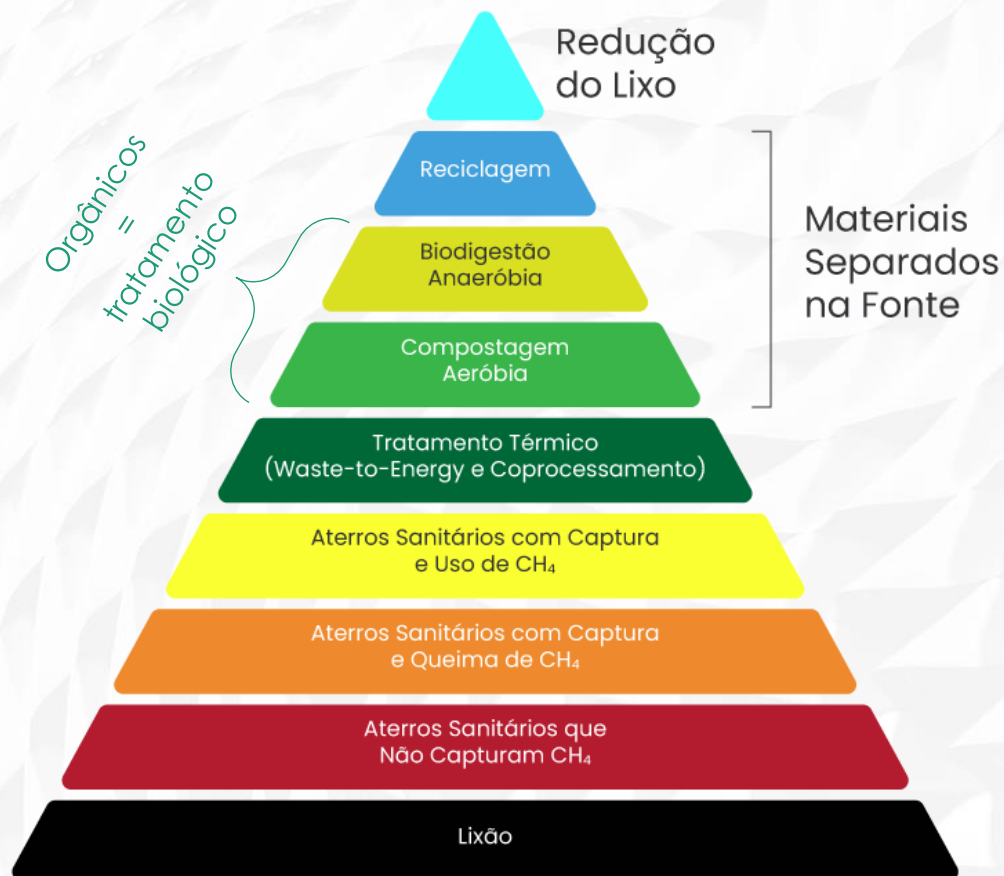 Redução
do Lixo
Reciclagem
Orgânicos
=
tratamento
biológico
Materiais
Separados
na Fonte
Biodigestão
Anaeróbia
Compostagem
Aeróbia
Tratamento Térmico
(Waste-to-Energy e Coprocessamento)
Aterros Sanitários com Captura
e Uso de CH₄
Aterros Sanitários com Captura
e Queima de CH₄
Aterros Sanitários que
Não Capturam CH₄
Lixão